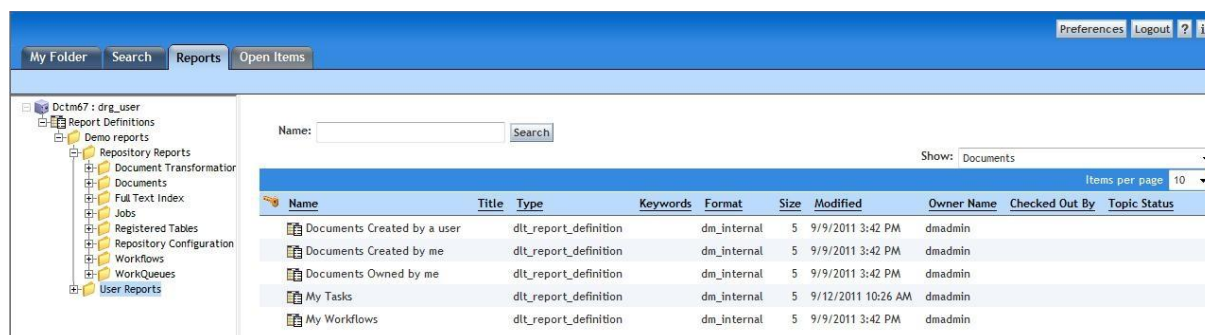 Preferences Logout ? i
My Folder Search Reports Open Items
Dctm67 : drg_user
Report Definitions
Demo reports
Repository Reports
Document Transformation
Documents
Full Text Index
Jobs
Registered Tables
Repository Configuration
Workflows
WorkQueues
User Reports
Name: Search
Show: Documents
Items per page 10
Name Title Type Keywords Format Size Modified Owner Name Checked Out By Topic Status
Documents Created by a user dlt_report_definition dm_internal 5 9/9/2011 3:42 PM dmadmin
Documents Created by me dlt_report_definition dm_internal 5 9/9/2011 3:42 PM dmadmin
Documents Owned by me dlt_report_definition dm_internal 5 9/9/2011 3:42 PM dmadmin
My Tasks dlt_report_definition dm_internal 5 9/12/2011 10:26 AM dmadmin
My Workflows dlt_report_definition dm_internal 5 9/9/2011 3:42 PM dmadmin